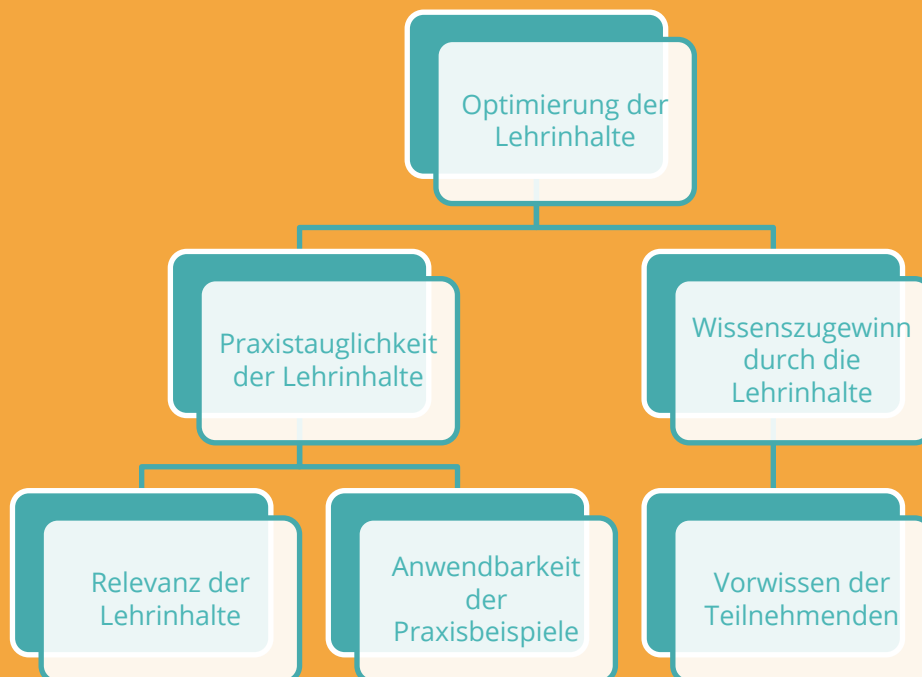 Optimierung der
Lehrinhalte
Praxistauglichkeit
der Lehrinhalte
Wissenszugewinn
durch die
Lehrinhalte
Relevanz der
Lehrinhalte
Anwendbarkeit
der
Praxisbeispiele
Vorwissen der
Teilnehmenden